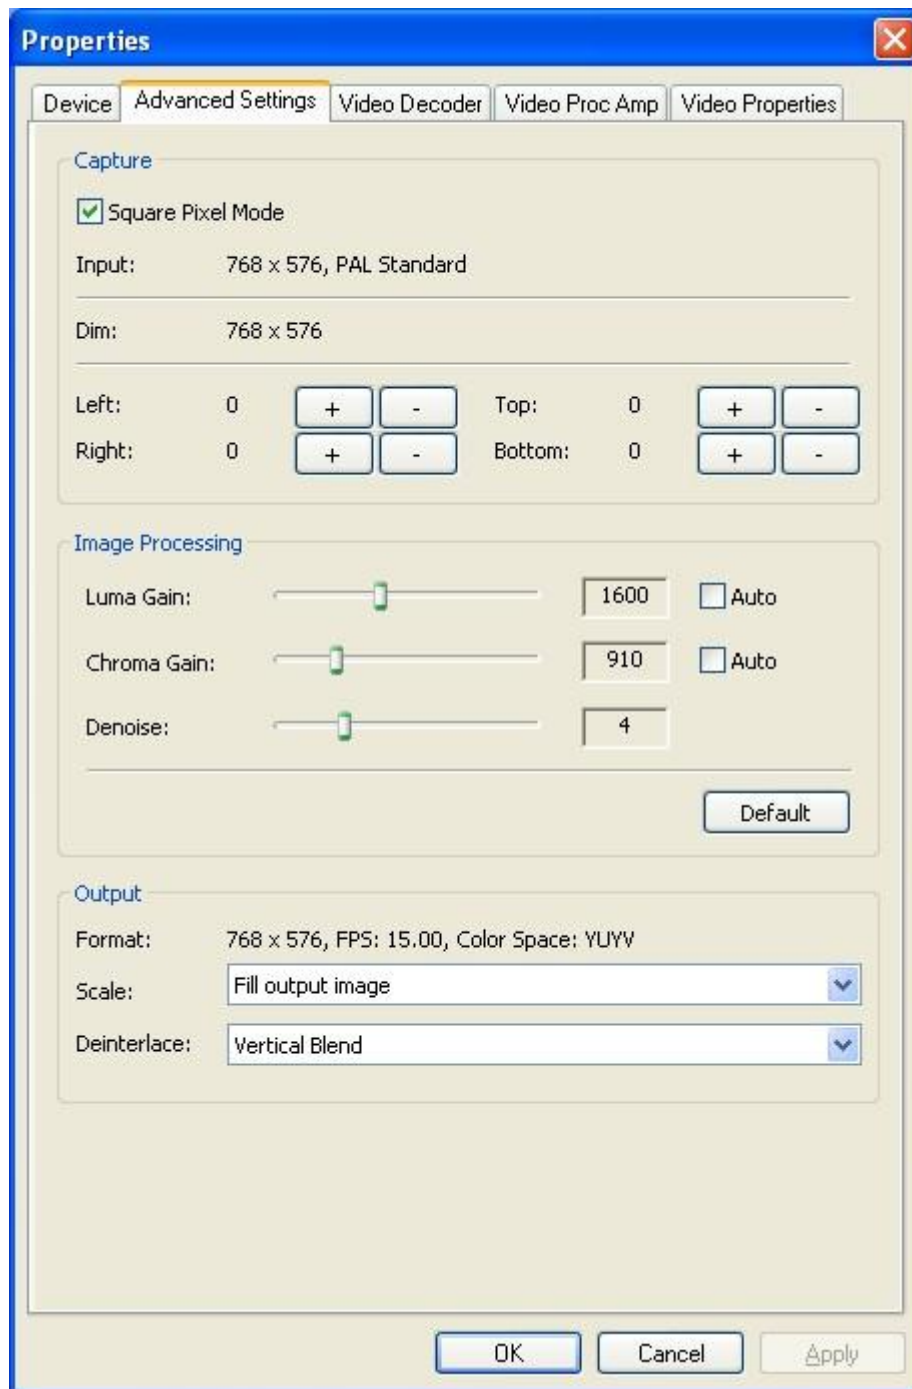 Properties
Device Advanced Settings Video Decoder Video Proc Amp Video Properties
Capture
Square Pixel Mode
Input: 768 x 576, PAL Standard
Dim: 768 x 576
Left: 0 + - Top: 0 + -
Right: 0 + - Bottom: 0 + -
Image Processing
Luma Gain: 1600 Auto
Chroma Gain: 910 Auto
Denoise: 4
Default
Output
Format: 768 x 576, FPS: 15.00, Color Space: YUYV
Scale: Fill output image
Deinterlace: Vertical Blend
OK Cancel Apply